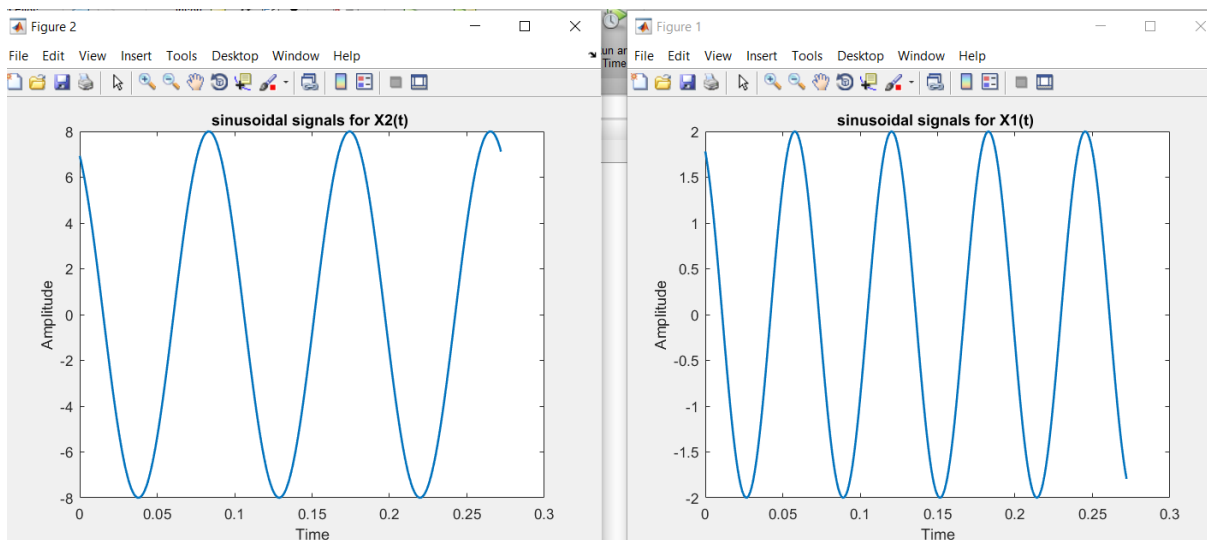 Figure 2
File Edit View Insert Tools Desktop Window Help
sinusoidal signals for X2(t)
8
6
4
2
0
-2
-4
-6
-8
Amplitude
0 0.05 0.1 0.15 0.2 0.25 0.3
Time
un ar
Time
Figure 1
File Edit View Insert Tools Desktop Window Help
sinusoidal signals for X1(t)
2
1.5
1
0.5
0
-0.5
-1
-1.5
-2
Amplitude
0 0.05 0.1 0.15 0.2 0.25 0.3
Time